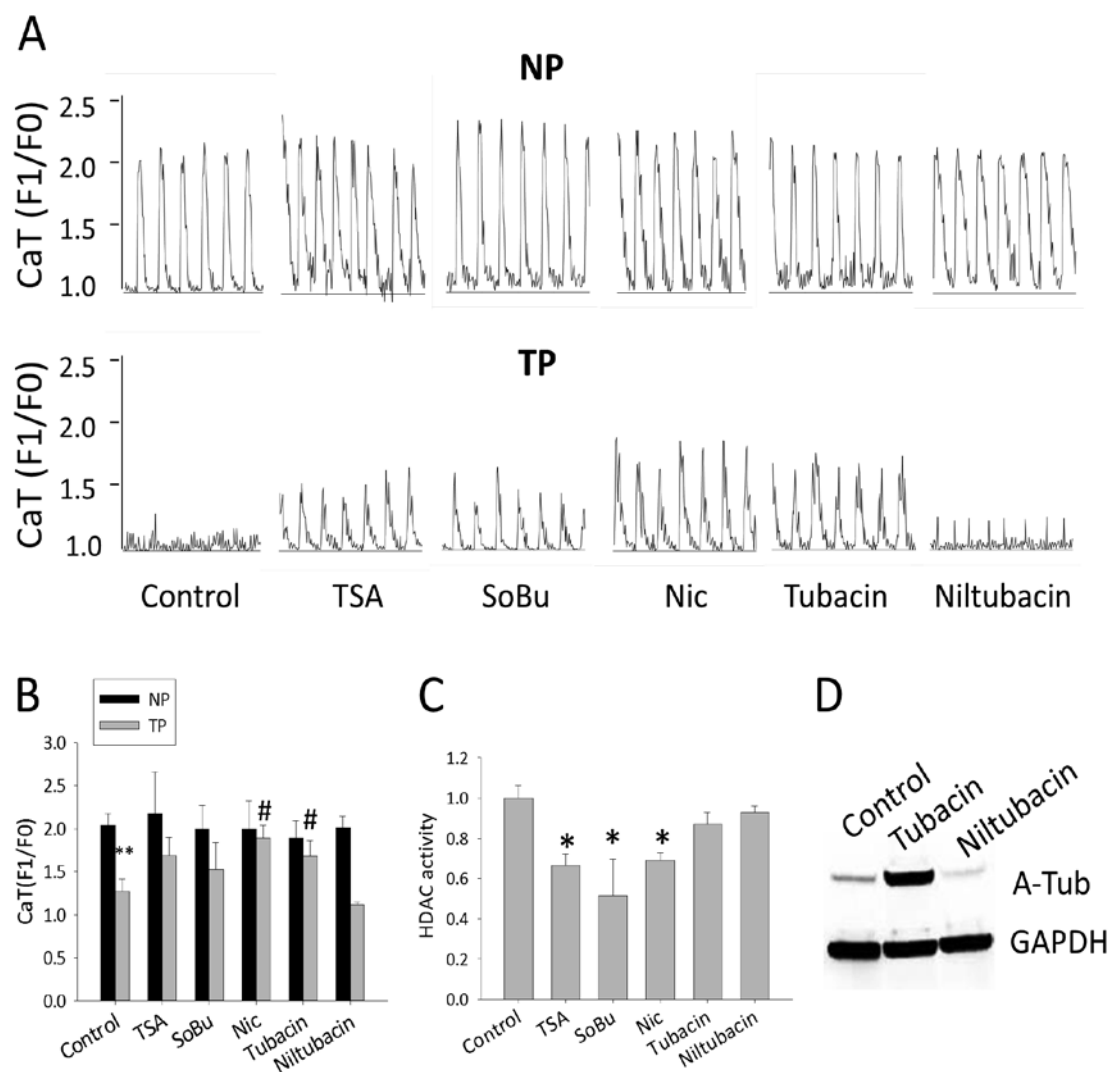 A
NP
CaT (F1/F0)
2.5
2.0
1.5
1.0
TP
CaT (F1/F0)
2.5
2.0
1.5
1.0
Control TSA SoBu Nic Tubacin Niltubacin
B
NP
TP
CaT(F1/F0)
3.0
2.5
2.0
1.5
1.0
0.5
0.0
**
#
#
Control TSA SoBu Nic Tubacin Niltubacin
C
HDAC activity
1.2
1.0
0.8
0.6
0.4
0.2
0.0
* * *
Control TSA SoBu Nic Tubacin Niltubacin
D
Control Tubacin Niltubacin
A-Tub
GAPDH